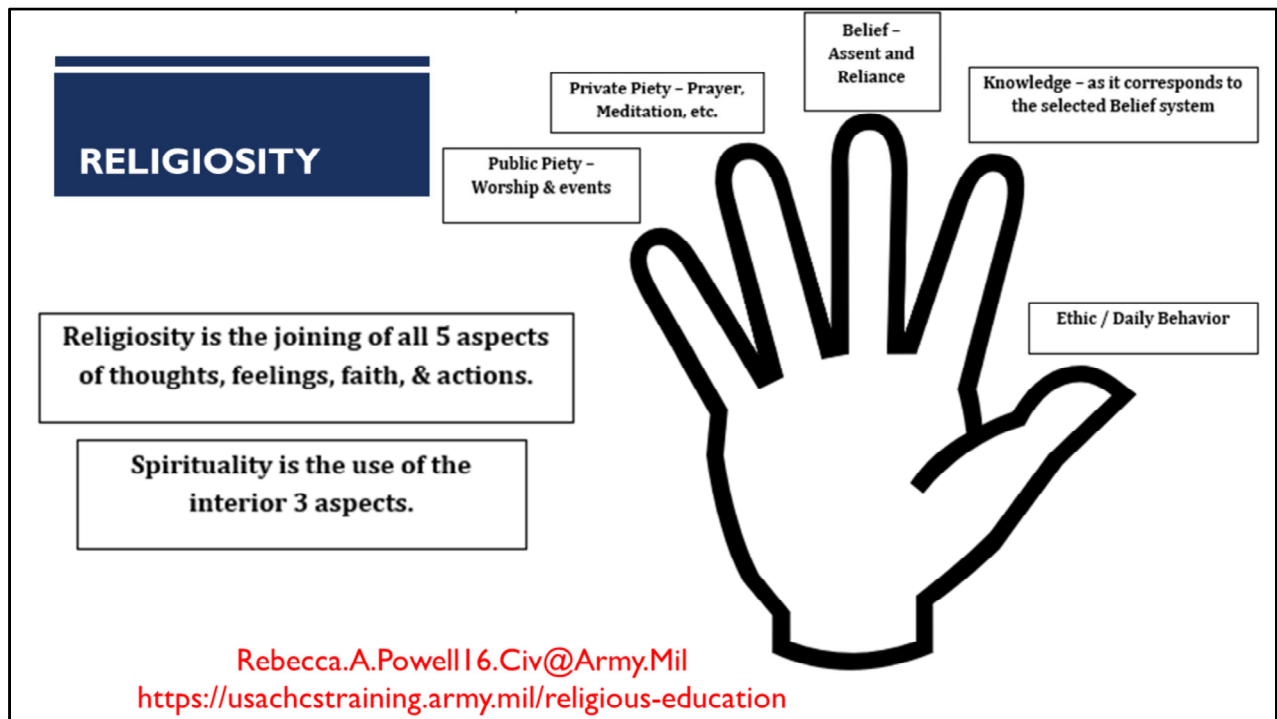 RELIGIOSITY
Public Piety –
Worship & events
Private Piety – Prayer,
Meditation, etc.
Belief –
Assent and
Reliance
Knowledge – as it corresponds to
the selected Belief system
Ethic / Daily Behavior
Religiosity is the joining of all 5 aspects
of thoughts, feelings, faith, & actions.
Spirituality is the use of the
interior 3 aspects.
Rebecca.A.Powell16.Civ@Army.Mil
https://usachcstraining.army.mil/religious-education